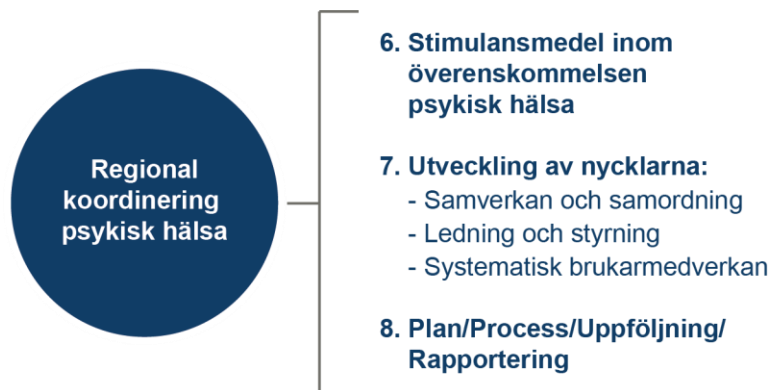 Regional
koordinering
psykisk hälsa
6. Stimulansmedel inom
överenskommelsen
psykisk hälsa
7. Utveckling av nycklarna:
- Samverkan och samordning
- Ledning och styrning
- Systematisk brukarmedverkan
8. Plan/Process/Uppföljning/
Rapportering